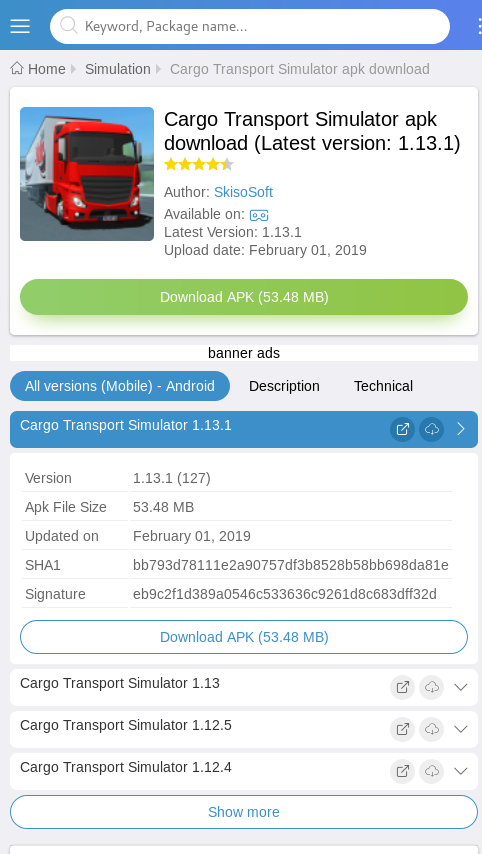 Keyword, Package name...
Home Simulation Cargo Transport Simulator apk download
Cargo Transport Simulator apk
download (Latest version: 1.13.1)
Author: SkisoSoft
Available on:
Latest Version: 1.13.1
Upload date: February 01, 2019
Download APK (53.48 MB)
banner ads
All versions (Mobile) - Android Description Technical
Cargo Transport Simulator 1.13.1
Version 1.13.1 (127)
Apk File Size 53.48 MB
Updated on February 01, 2019
SHA1 bb793d78111e2a90757df3b8528b58bb698da81e
Signature eb9c2f1d389a0546c533636c9261d8c683dff32d
Download APK (53.48 MB)
Cargo Transport Simulator 1.13
Cargo Transport Simulator 1.12.5
Cargo Transport Simulator 1.12.4
Show more